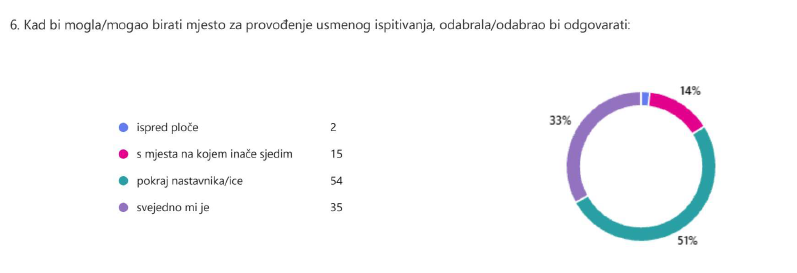 6. Kad bi mogla/mogao birati mjesto za provođenje usmenog ispitivanja, odabrala/odabrao bi odgovarati:
ispred ploče 2
s mjesta na kojem inače sjedim 15
pokraj nastavnika/ice 54
svejedno mi je 35
14%
33%
51%